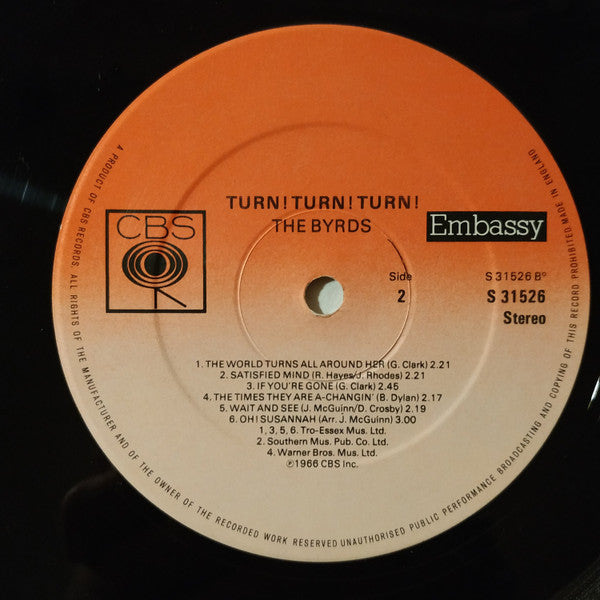 TURN! TURN! TURN!
THE BYRDS
CBS
Embassy
Side
2
S 31526 B°
S 31526
Stereo
1. THE WORLD TURNS ALL AROUND HER (G. Clark) 2.21
2. SATISFIED MIND (R. Hayes/J. Rhodes) 2.21
3. IF YOU'RE GONE (G. Clark) 2.45
4. THE TIMES THEY ARE A-CHANGIN' (B. Dylan) 2.19
5. WAIT AND SEE (J. McGuinn/D. Crosby) 2.19
6. OH! SUSANNAH (Arr. J. McGuinn) 3.00
1, 3, 5, 6. Tro-Essex Mus. Ltd.
2. Southern Mus. Pub. Co. Ltd.
4. Warner Bros. Mus. Ltd.
℗1966 CBS Inc.
A PRODUCT OF CBS RECORDS. ALL RIGHTS OF THE MANUFACTURER AND OF THE OWNER OF THE RECORDED WORK RESERVED UNAUTHORISED PUBLIC PERFORMANCE BROADCASTING AND COPYING OF THIS RECORD PROHIBITED MADE IN ENGLAND